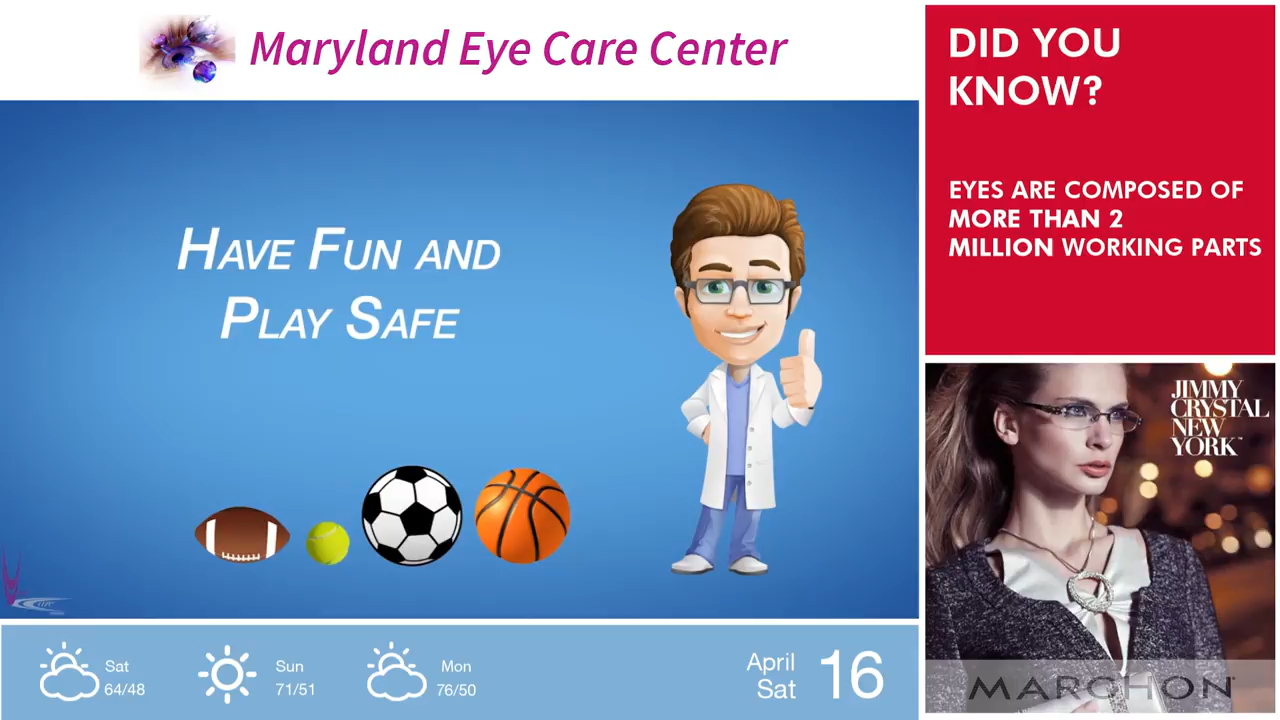 Maryland Eye Care Center
HAVE FUN AND
PLAY SAFE
DID YOU
KNOW?
EYES ARE COMPOSED OF
MORE THAN 2
MILLION WORKING PARTS
JIMMY
CRYSTAL
NEW
YORK™
MARCHON®
Sat
64/48
Sun
71/51
Mon
76/50
April
Sat
16